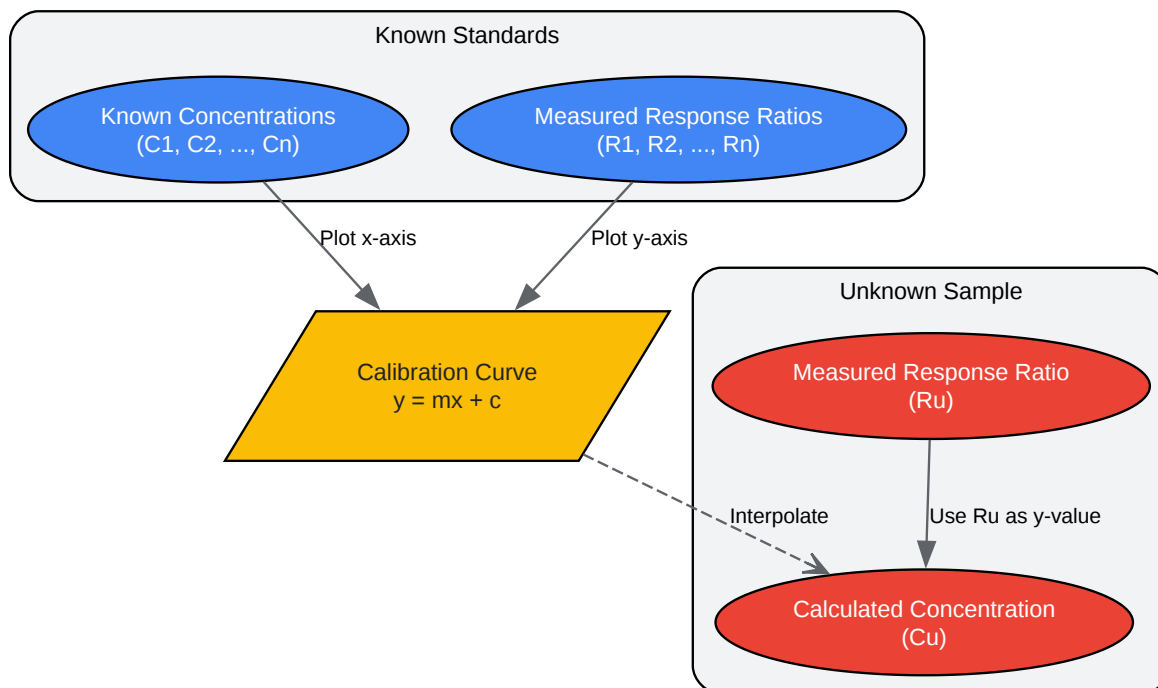 Known Standards
Known Concentrations
(C1, C2, ..., Cn)
Measured Response Ratios
(R1, R2, ..., Rn)
Plot x-axis
Plot y-axis
Calibration Curve
y = mx + c
Unknown Sample
Measured Response Ratio
(Ru)
Interpolate
Use Ru as y-value
Calculated Concentration
(Cu)